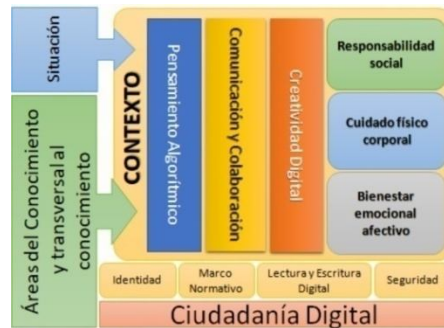 Situación
Áreas del Conocimiento
y transversal al
conocimiento
CONTEXTO
Pensamiento Algorítmico
Comunicación y Colaboración
Creatividad Digital
Responsabilidad
social
Cuidado físico
corporal
Bienestar
emocional
afectivo
Identidad
Marco
Normativo
Lectura y Escritura
Digital
Seguridad
Ciudadanía Digital